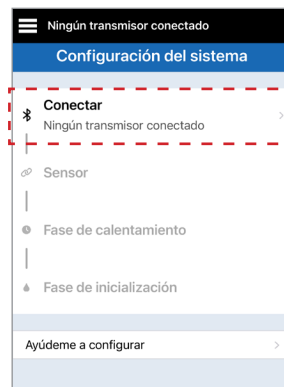 Ningún transmisor conectado
Configuración del sistema
Conectar
Ningún transmisor conectado
Sensor
Fase de calentamiento
Fase de inicialización
Ayúdeme a configurar